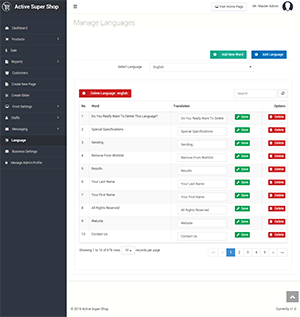 Active Super Shop
Visit Home Page
Mr. Master Admin
Manage Languages
Dashboard
Products
Sale
Reports
Customers
Create New Page
Create Slides
Front Settings
Staffs
Messaging
Language
Business Settings
Manage Admin Profile
Add New Word
Add Language
Select Language
English
Delete Language : english
Search
No
Word
Translation
Options
1 Do You Really Want To Delete This Language? Do You Really Want To Delete Save Delete
2 Special Specifications Special Specifications Save Delete
3 Sending.. Sending.. Save Delete
4 Remove From Wishlist Remove From Wishlist Save Delete
5 Results Results Save Delete
6 Your Last Name Your Last Name Save Delete
7 Your First Name Your First Name Save Delete
8 All Rights Reserved All Rights Reserved Save Delete
9 Website Website Save Delete
10 Contact Us Contact Us Save Delete
Showing 1 to 10 of 678 rows 10 records per page
1 2 3 4 5
© 2016 Active Super Shop
Currently v1.0